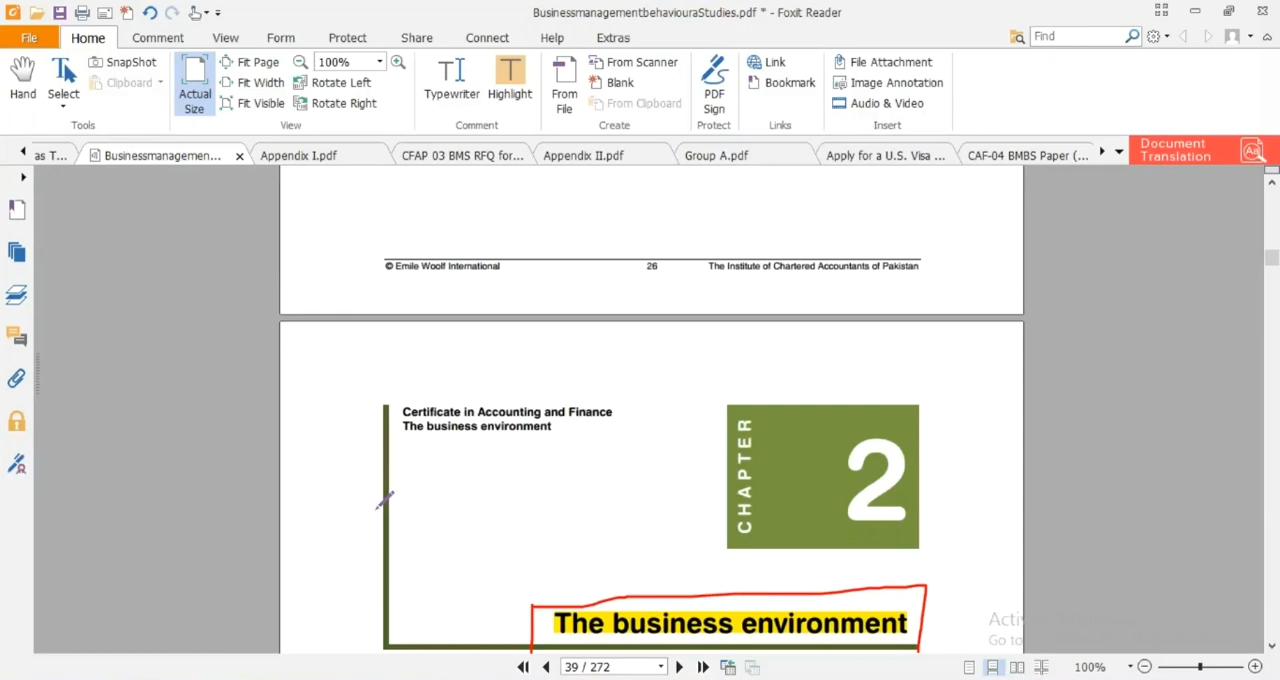 BusinessmanagementbehaviouraStudies.pdf * - Foxit Reader
File Home Comment View Form Protect Share Connect Help Extras
Find
Hand
Select
SnapShot
Clipboard
Tools
Actual Size
Fit Page
Fit Width
Fit Visible
100%
Rotate Left
Rotate Right
View
Typewriter
Highlight
Comment
From File
From Scanner
Blank
From Clipboard
Create
PDF Sign
Protect
Link
Bookmark
Links
File Attachment
Image Annotation
Audio & Video
Insert
as T... Businessmanagemen... Appendix I.pdf CFAP 03 BMS RFQ for... Appendix II.pdf Group A.pdf Apply for a U.S. Visa ... CAF-04 BMBS Paper (...
Document
Translation
© Emile Woolf International 26 The Institute of Chartered Accountants of Pakistan
Certificate in Accounting and Finance
The business environment
CHAPTER
2
The business environment
Go to
39 / 272
100%